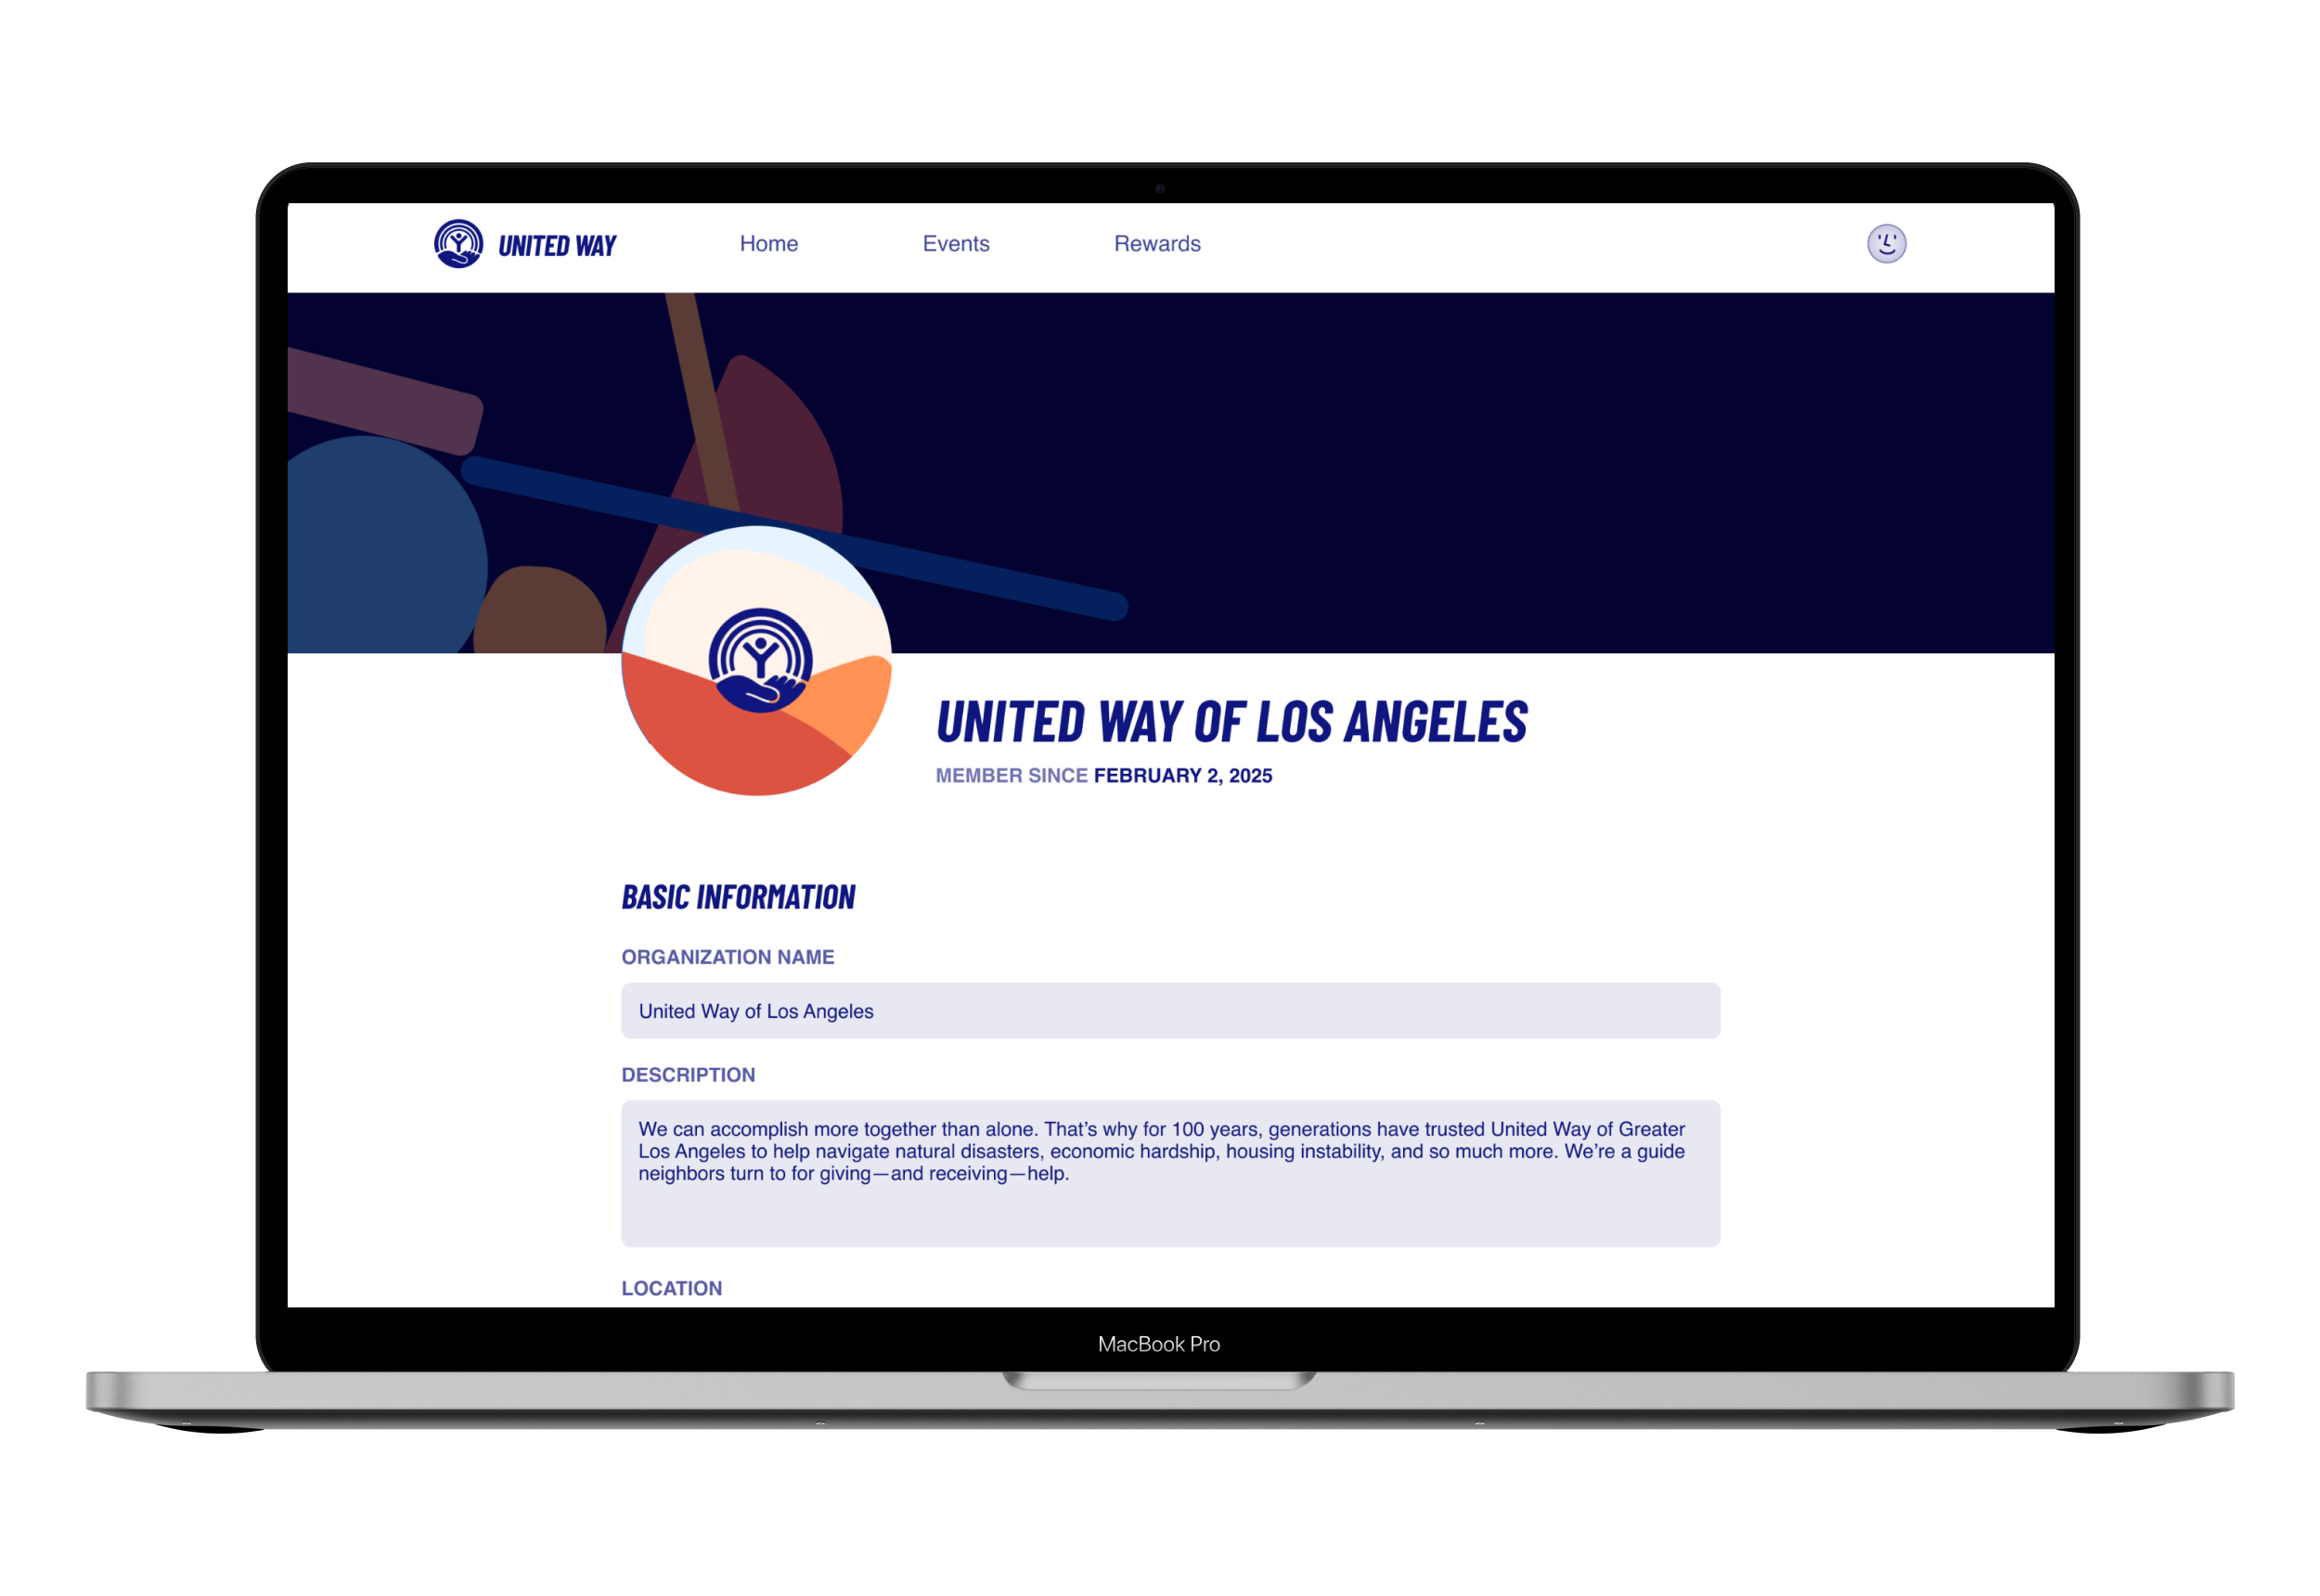 UNITED WAY
Home
Events
Rewards
UNITED WAY OF LOS ANGELES
MEMBER SINCE FEBRUARY 2, 2025
BASIC INFORMATION
ORGANIZATION NAME
United Way of Los Angeles
DESCRIPTION
We can accomplish more together than alone. That’s why for 100 years, generations have trusted United Way of Greater
Los Angeles to help navigate natural disasters, economic hardship, housing instability, and so much more. We’re a guide
neighbors turn to for giving—and receiving—help.
LOCATION
MacBook Pro